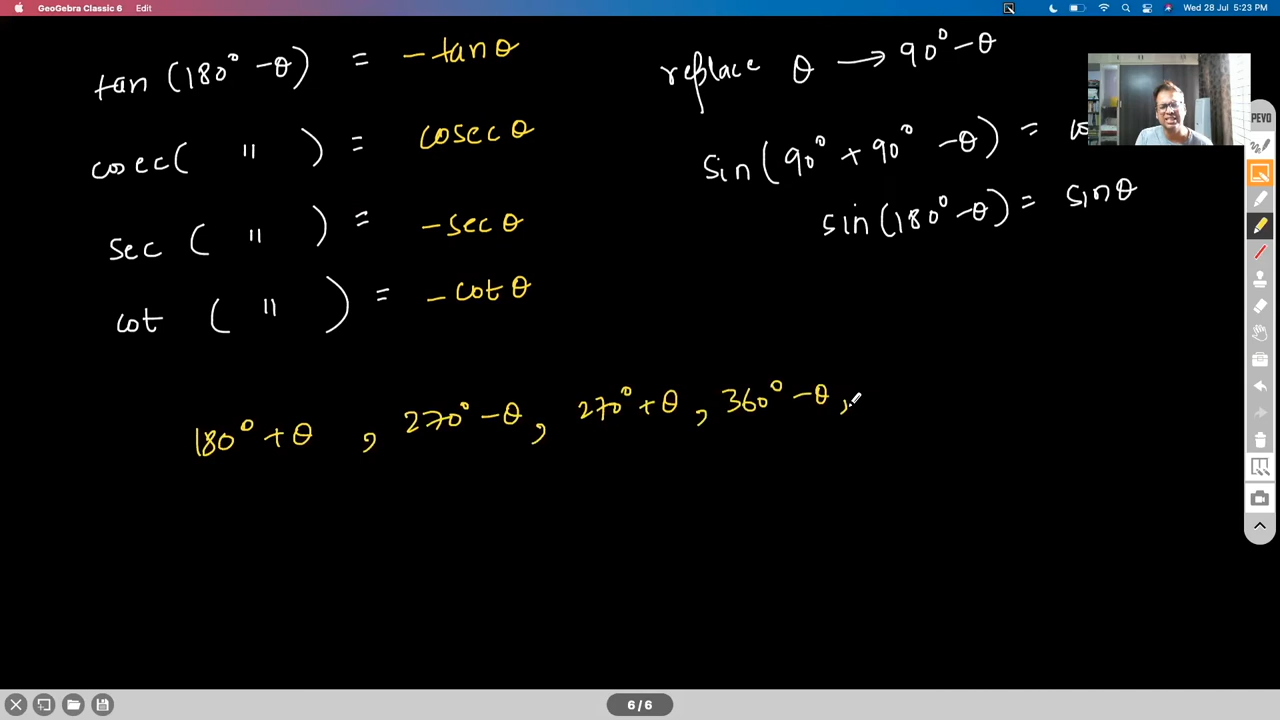 GeoGebra Classic 6 Edit Wed 28 Jul 5:23 PM
tan (180° - θ) = - tan θ
cosec ( " ) = cosec θ
sec ( " ) = - sec θ
cot ( " ) = - cot θ
replace θ → 90° - θ
sin (90° + 90° - θ) =
sin (180° - θ) = sin θ
PEVO
180° + θ , 270° - θ , 270° + θ , 360° - θ ,
6 / 6